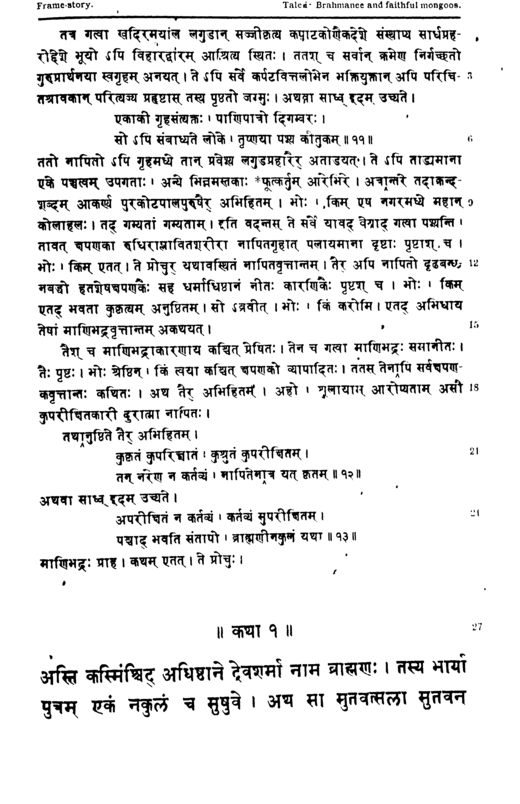 Frame-story.
Tale i· Brahmanee and faithful mongoos.
तत्र गत्वा खदिरमयांल लगुडान् सज्जीकृत्य कपाटकोणैकदेशे संस्थाप्य सार्धप्रह-
रोद्देशे भूयो ऽपि विहारद्वारम् आश्रित्य स्थितः। ततश् च सर्वान् क्रमेण निर्गच्छतो
गुरुप्रार्थनया स्वगृहम् अनयत्। ते ऽपि सर्वे कर्पटवित्तलोभेन भक्तियुक्तान् अपि परिचि- 3
तश्रावकान् परित्यज्य प्रहृष्टास् तस्य पृष्ठतो जग्मुः। अथवा साध्व् इदम् उच्यते।
एकाकी गृहसंत्यक्तः। पाणिपात्रो दिगम्बरः।
सो ऽपि संबाध्यते लोके। तृष्णया पश्य कौतुकम्॥११॥ 6
ततो नापितो ऽपि गृहमध्ये तान् प्रवेश्य लगुडप्रहारैर् अताडयत्। ते ऽपि ताड्यमाना
एके पञ्चत्वम् उपगताः। अन्ये भिन्नमस्तकाः *फूत्कर्तुम् आरेभिरे। अत्रान्तरे तदाक्रन्द-
शब्दम् आकर्ण्य पुरकोटपालपुरुषैर् अभिहितम्। भोः। किम् एष नगरमध्ये महान् 9
कोलाहलः। तद् गम्यतां गम्यताम्। इति वदन्तस् ते सर्वे यावद् वेगाद् गत्वा पश्यन्ति।
तावत् क्षपणका रुधिराप्लावितशरीरा नापितगृहात् पलायमाना दृष्टाः पृष्टाश् च।
भोः। किम् एतत्। ते प्रोचुर् यथावस्थितं नापितवृत्तान्तम्। तैर् अपि नापितो दृढबन्ध- 12
नबद्धो हतशेषक्षपणकैः सह धर्माधिष्ठानं नीतः कारणिकैः पृष्टश् च। भोः। किम्
एतद् भवता कुकृत्यम् अनुष्ठितम्। सो ऽब्रवीत्। भोः। किं करोमि। एतद् अभिधाय
तेषां माणिभद्रवृत्तान्तम् अकथयत्। 15
तैश् च माणिभद्राकारणाय कश्चित् प्रेषितः। तेन च गत्वा माणिभद्रः समानीतः।
तैः पृष्टः। भोः श्रेष्ठिन्। किं त्वया कश्चित् क्षपणको व्यापादितः। ततस् तेनापि सर्वक्षपण-
कवृत्तान्तः कथितः। अथ तैर् अभिहितम्। अहो। शूलायाम् आरोप्यताम् असौ 18
कुपरीक्षितकारी दुरात्मा नापितः।
तथानुष्ठिते तैर् अभिहितम्।
कुकृतं कुपरिज्ञातं। कुश्रुतं कुपरीक्षितम्। 21
तन् नरेण न कर्तव्यं। नापितेनात्र यत् कृतम्॥१२॥
अथवा साध्व् इदम् उच्यते।
अपरीक्षितं न कर्तव्यं। कर्तव्यं सुपरीक्षितम्। 24
पश्चाद् भवति संतापो। ब्राह्मणीनकुलं यथा॥१३॥
माणिभद्रः प्राह। कथम् एतत्। ते प्रोचुः।
॥ कथा १॥ 27
अस्ति कस्मिंश्चिद् अधिष्ठाने देवशर्मा नाम ब्राह्मणः। तस्य भार्या
पुत्रम् एकं नकुलं च सुषुवे। अथ सा सुतवत्सला सुतवन